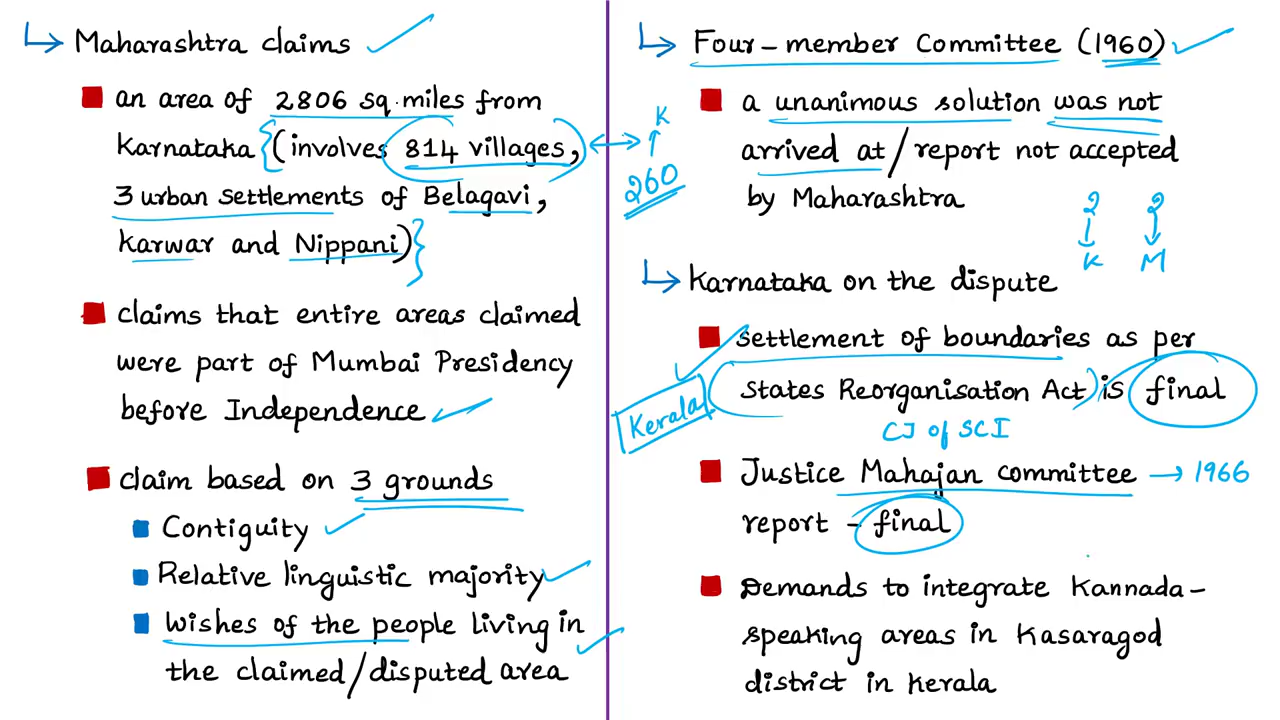 Maharashtra claims
an area of 2806 sq.miles from
Karnataka (involves 814 villages,
3 urban settlements of Belagavi,
Karwar and Nippani)
claims that entire areas claimed
were part of Mumbai Presidency
before Independence
claim based on 3 grounds
Contiguity
Relative linguistic majority
Wishes of the people living in
the claimed/disputed area
K
260
Four-member Committee (1960)
a unanimous solution was not
arrived at/report not accepted
by Maharashtra
2 2
K M
Karnataka on the dispute
settlement of boundaries as per
States Reorganisation Act is final
Kerala
CJ of SCI
Justice Mahajan committee → 1966
report - final
Demands to integrate Kannada-
speaking areas in Kasaragod
district in Kerala